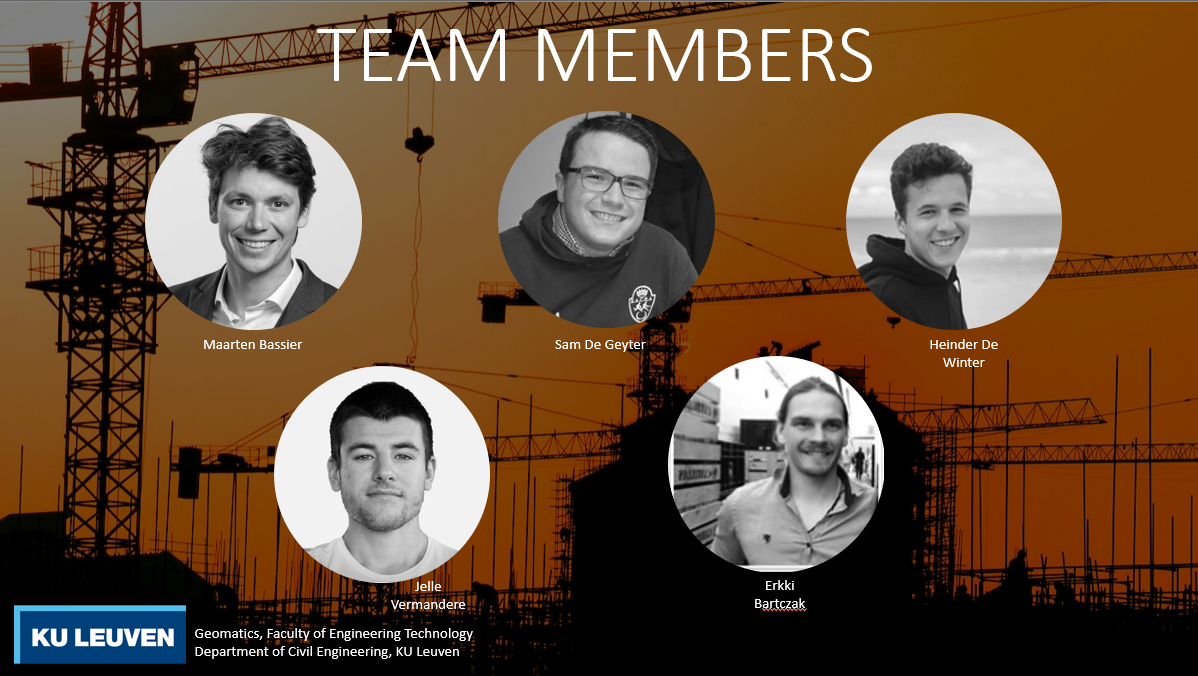 TEAM MEMBERS
Maarten Bassier
Sam De Geyter
Heinder De
Winter
Jelle
Vermandere
Erkki
Bartczak
KU LEUVEN
Geomatics, Faculty of Engineering Technology
Department of Civil Engineering, KU Leuven